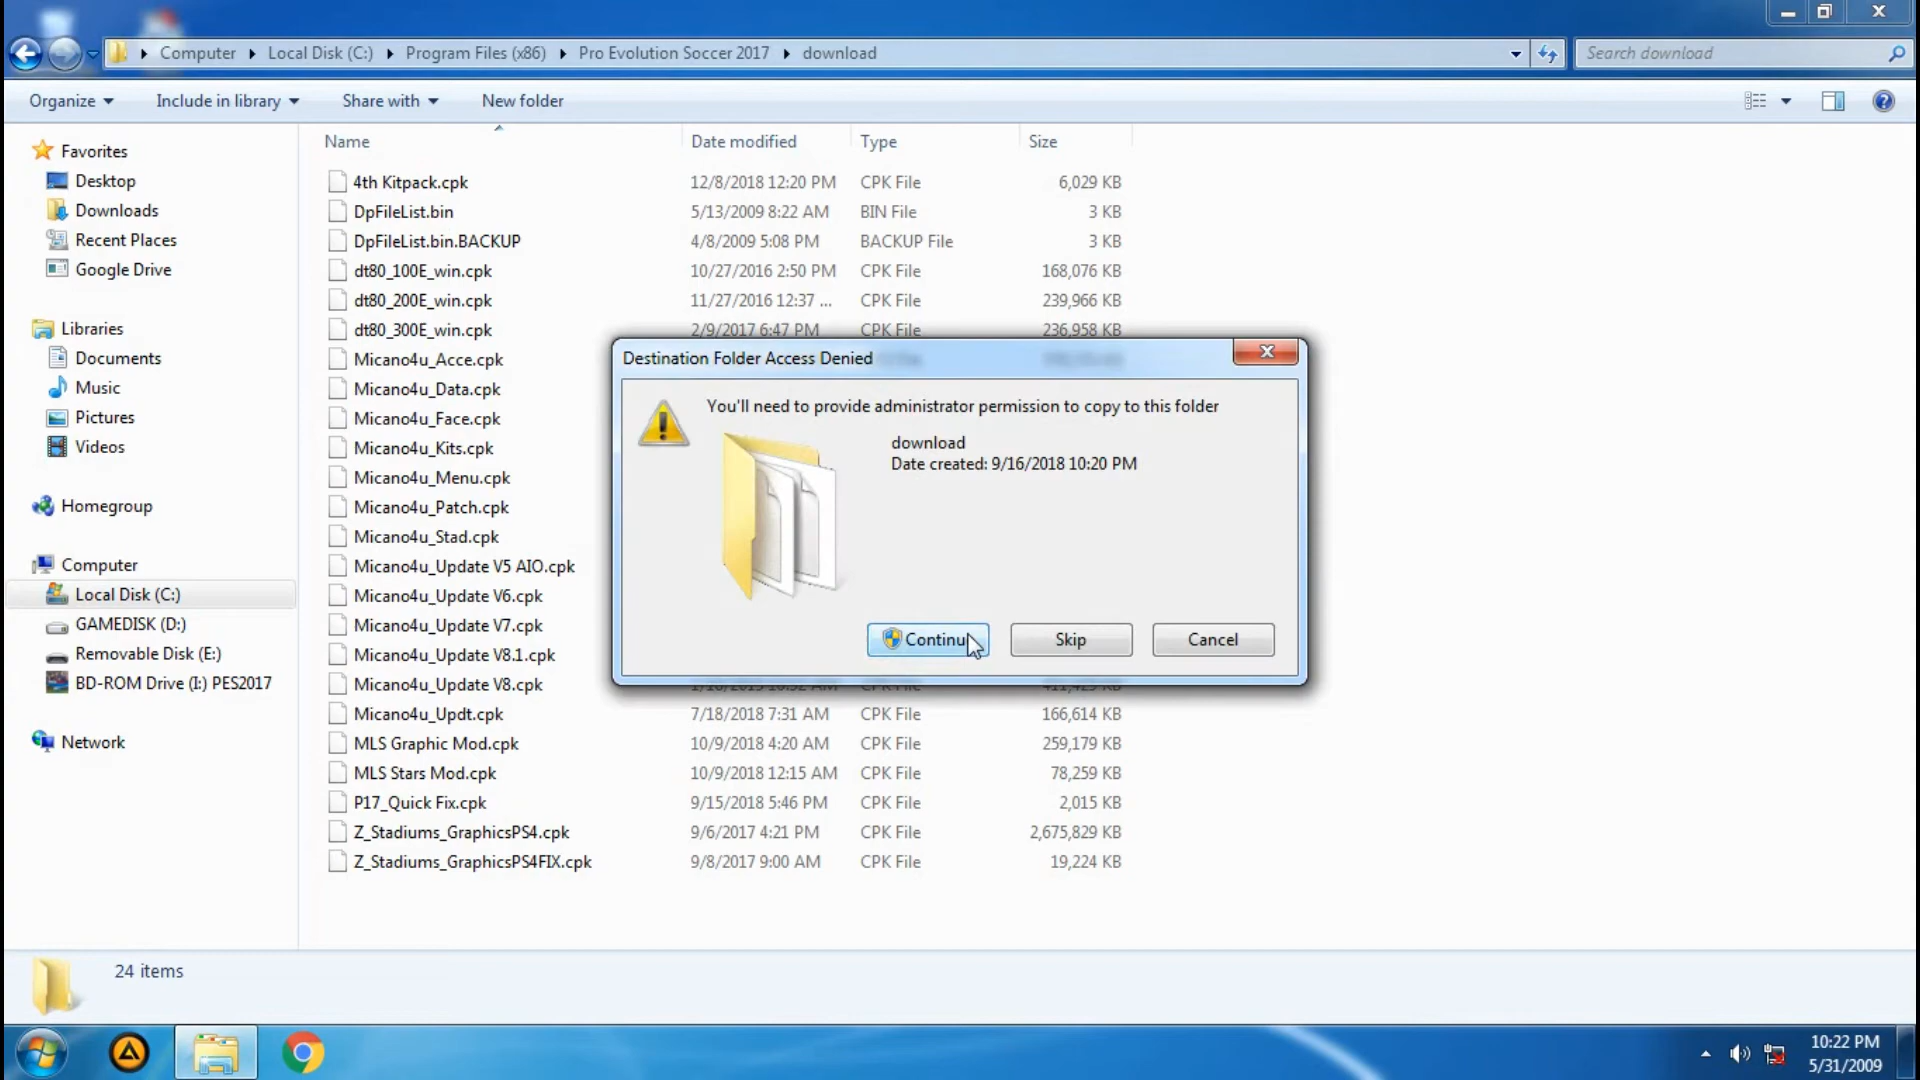 Computer Local Disk (C:) Program Files (x86) Pro Evolution Soccer 2017 download
Search download
Organize Include in library Share with New folder
Name Date modified Type Size
Favorites
Desktop
Downloads
Recent Places
Google Drive
Libraries
Documents
Music
Pictures
Videos
Homegroup
Computer
Local Disk (C:)
GAMEDISK (D:)
Removable Disk (E:)
BD-ROM Drive (I:) PES2017
Network
4th Kitpack.cpk 12/8/2018 12:20 PM CPK File 6,029 KB
DpFileList.bin 5/13/2009 8:22 AM BIN File 3 KB
DpFileList.bin.BACKUP 4/8/2009 5:08 PM BACKUP File 3 KB
dt80_100E_win.cpk 10/27/2016 2:50 PM CPK File 168,076 KB
dt80_200E_win.cpk 11/27/2016 12:37 ... CPK File 239,966 KB
dt80_300E_win.cpk 2/9/2017 6:47 PM CPK File 236,958 KB
Micano4u_Acce.cpk
Micano4u_Data.cpk
Micano4u_Face.cpk
Micano4u_Kits.cpk
Micano4u_Menu.cpk
Micano4u_Patch.cpk
Micano4u_Stad.cpk
Micano4u_Update V5 AIO.cpk
Micano4u_Update V6.cpk
Micano4u_Update V7.cpk
Micano4u_Update V8.1.cpk
Micano4u_Update V8.cpk
Micano4u_Updt.cpk 7/18/2018 7:31 AM CPK File 166,614 KB
MLS Graphic Mod.cpk 10/9/2018 4:20 AM CPK File 259,179 KB
MLS Stars Mod.cpk 10/9/2018 12:15 AM CPK File 78,259 KB
P17_Quick Fix.cpk 9/15/2018 5:46 PM CPK File 2,015 KB
Z_Stadiums_GraphicsPS4.cpk 9/6/2017 4:21 PM CPK File 2,675,829 KB
Z_Stadiums_GraphicsPS4FIX.cpk 9/8/2017 9:00 AM CPK File 19,224 KB
Destination Folder Access Denied
You'll need to provide administrator permission to copy to this folder
download
Date created: 9/16/2018 10:20 PM
Continu Skip Cancel
24 items
10:22 PM
5/31/2009